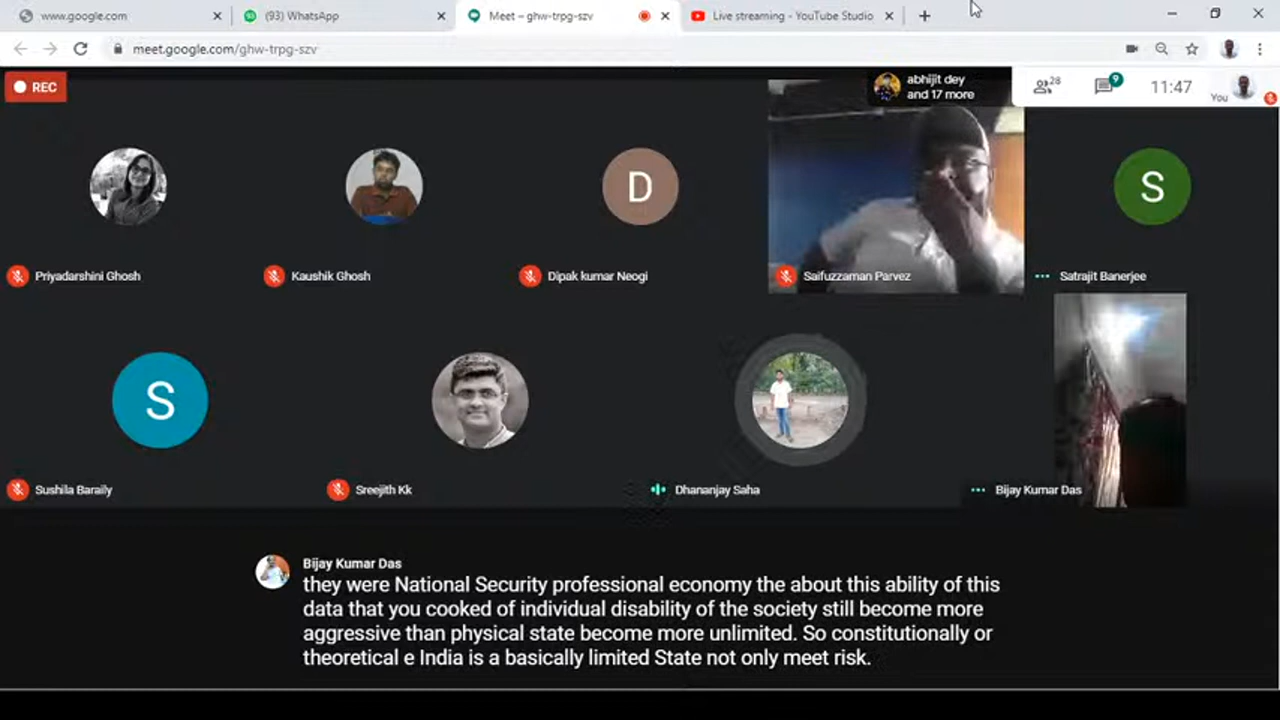 www.google.com
(93) WhatsApp
Meet – ghw-trpg-szv
Live streaming - YouTube Studio
meet.google.com/ghw-trpg-szv
REC
abhijit dey
and 17 more
28
9
11:47
You
D
S
Priyadarshini Ghosh
Kaushik Ghosh
Dipak kumar Neogi
Saifuzzaman Parvez
Satrajit Banerjee
S
Sushila Baraily
Sreejith Kk
Dhananjay Saha
Bijay Kumar Das
Bijay Kumar Das
they were National Security professional economy the about this ability of this
data that you cooked of individual disability of the society still become more
aggressive than physical state become more unlimited. So constitutionally or
theoretical e India is a basically limited State not only meet risk.